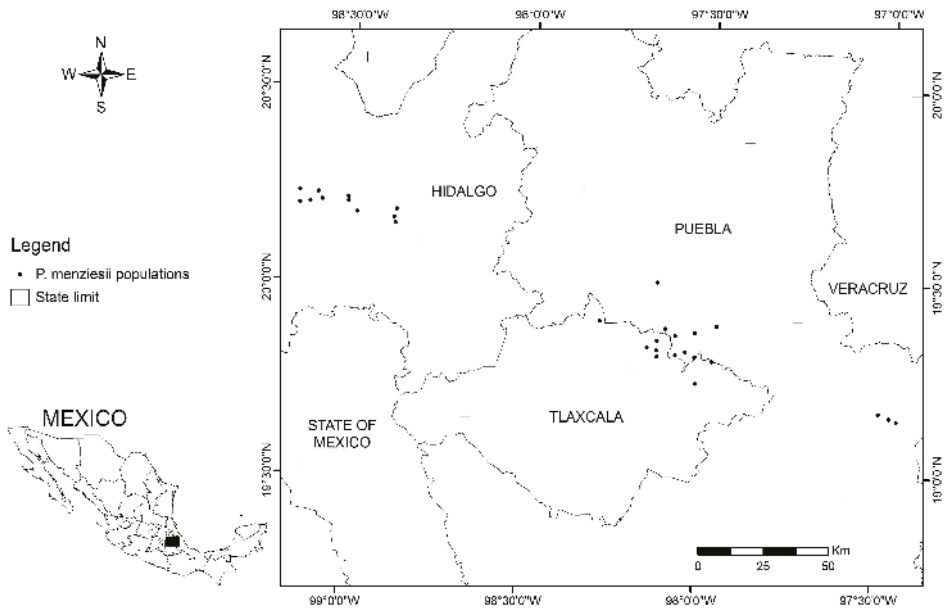 98°30'0"W 98°0'0"W 97°30'0"W 97°0'0"W
N
W E
S
20°30'0"N
20°0'0"N
HIDALGO
PUEBLA
Legend
P. menziesii populations
State limit
20°0'0"N
19°30'0"N
VERACRUZ
MEXICO
STATE OF
MEXICO
TLAXCALA
19°30'0"N
19°0'0"N
Km
0 25 50
99°0'0"W 98°30'0"W 98°0'0"W 97°30'0"W